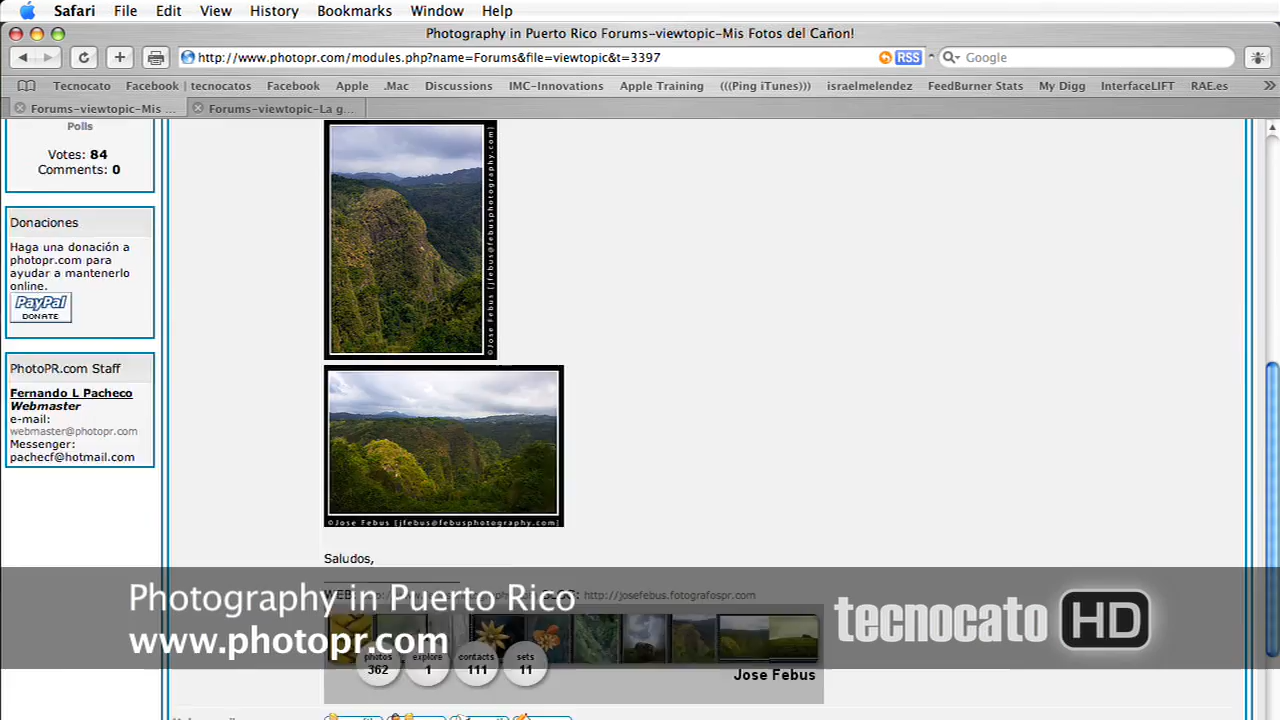 Safari File Edit View History Bookmarks Window Help
Photography in Puerto Rico Forums-viewtopic-Mis Fotos del Cañon!
http://www.photopr.com/modules.php?name=Forums&file=viewtopic&t=3397
RSS
Google
Tecnocato Facebook | tecnocatos Facebook Apple .Mac Discussions IMC-Innovations Apple Training (((Ping iTunes))) israelmelendez FeedBurner Stats My Digg InterfaceLIFT RAE.es
Forums-viewtopic-Mis ... Forums-viewtopic-La g...
Polls
Votes: 84
Comments: 0
Donaciones
Haga una donación a
photopr.com para
ayudar a mantenerlo
online.
PayPal
DONATE
PhotoPR.com Staff
Fernando L Pacheco
Webmaster
e-mail:
webmaster@photopr.com
Messenger:
pachecf@hotmail.com
©Jose Febus [jfebus@febusphotography.com]
©Jose Febus [jfebus@febusphotography.com]
Saludos,
WEB:
http://josefebus.fotografospr.com
Photography in Puerto Rico
www.photopr.com
tecnocato HD
photos explore contacts sets
362 1 111 11
Jose Febus